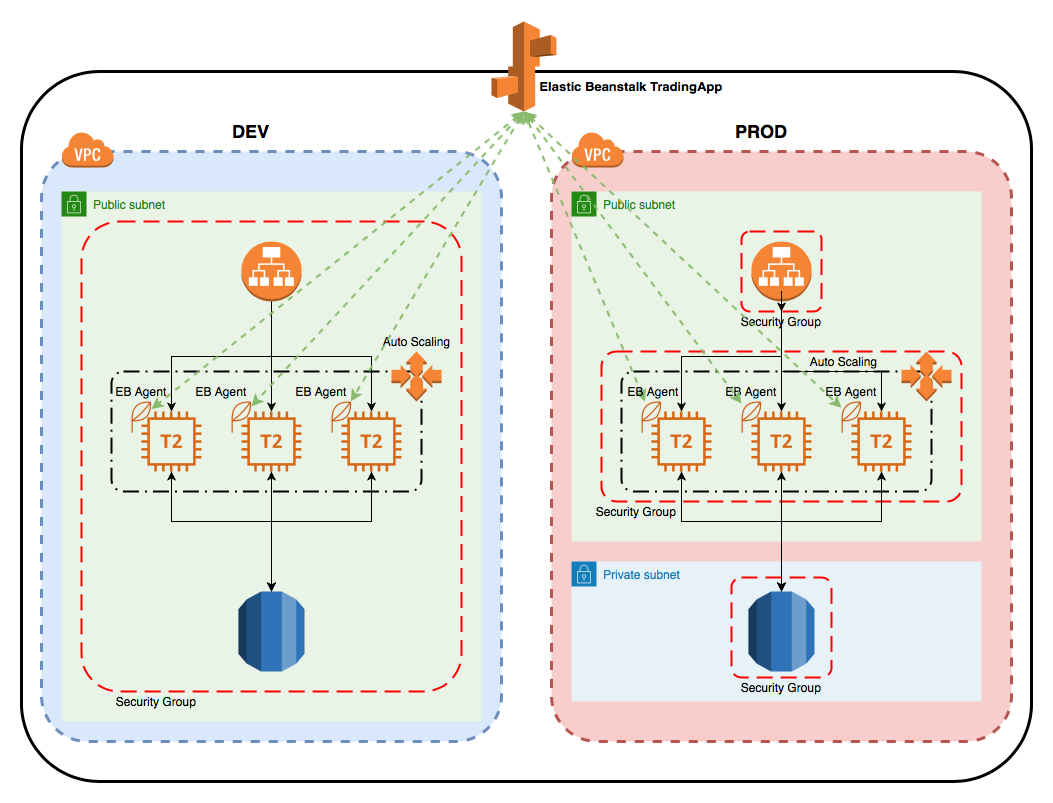 Elastic Beanstalk TradingApp
DEV
PROD
VPC
VPC
Public subnet
Public subnet
Security Group
Auto Scaling
Auto Scaling
EB Agent
EB Agent
EB Agent
EB Agent
EB Agent
EB Agent
T2
T2
T2
T2
T2
T2
Security Group
Private subnet
Security Group
Security Group